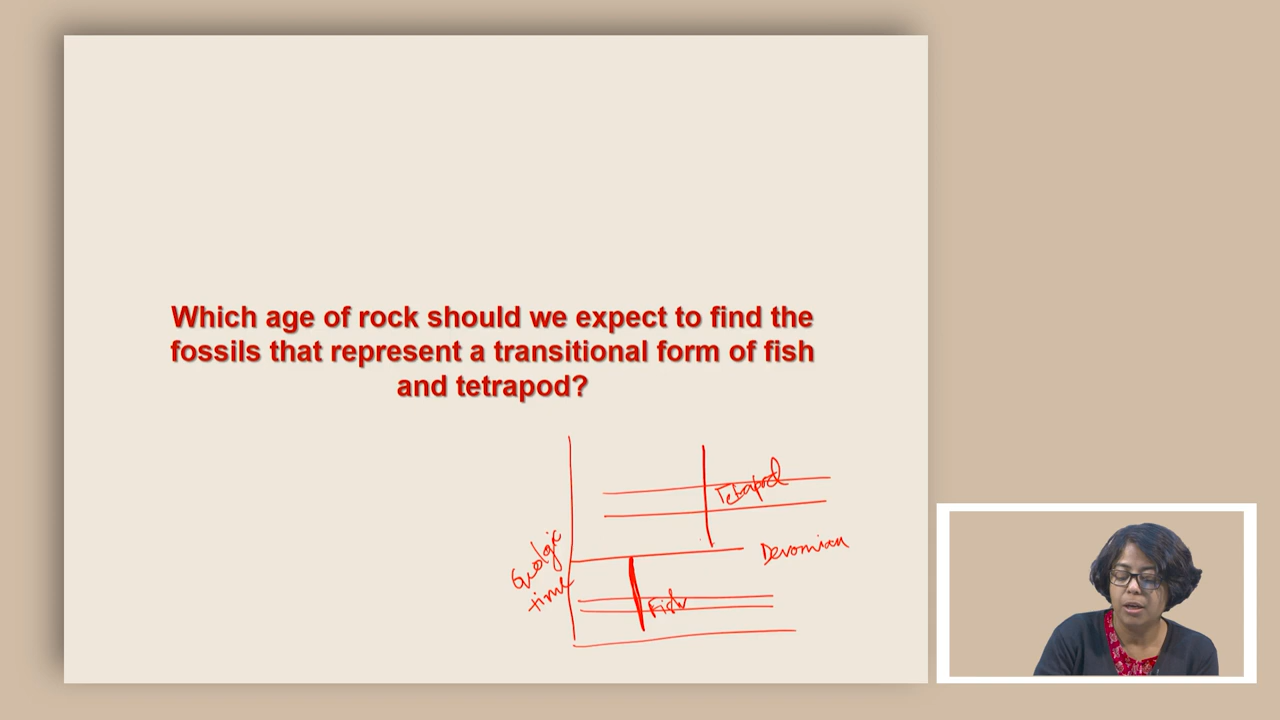 Which age of rock should we expect to find the
fossils that represent a transitional form of fish
and tetrapod?
Tetrapod
Devonian
Geologic
time
Fish